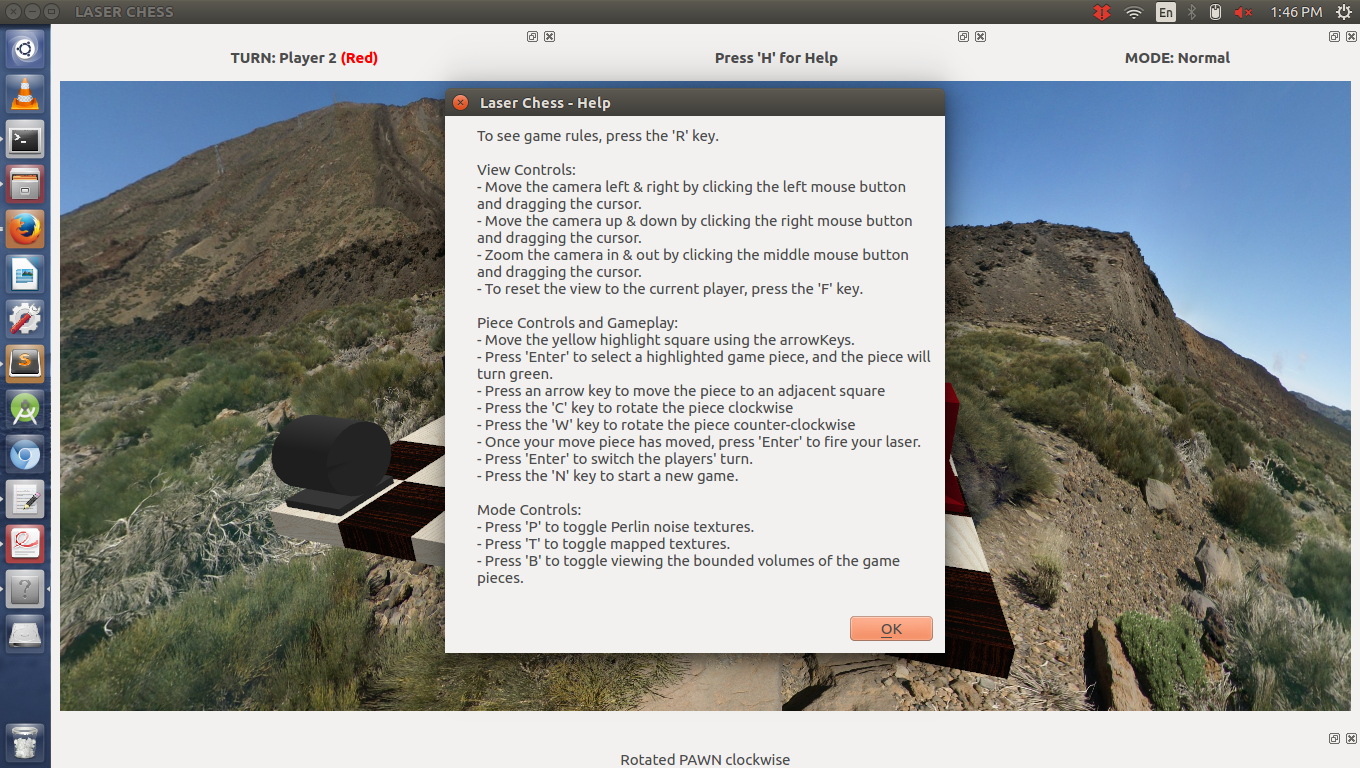 LASER CHESS
En
1:46 PM
TURN: Player 2 (Red)
Press 'H' for Help
MODE: Normal
Laser Chess - Help
To see game rules, press the 'R' key.
View Controls:
- Move the camera left & right by clicking the left mouse button
and dragging the cursor.
- Move the camera up & down by clicking the right mouse button
and dragging the cursor.
- Zoom the camera in & out by clicking the middle mouse button
and dragging the cursor.
- To reset the view to the current player, press the 'F' key.
Piece Controls and Gameplay:
- Move the yellow highlight square using the arrowKeys.
- Press 'Enter' to select a highlighted game piece, and the piece will
turn green.
- Press an arrow key to move the piece to an adjacent square
- Press the 'C' key to rotate the piece clockwise
- Press the 'W' key to rotate the piece counter-clockwise
- Once your move piece has moved, press 'Enter' to fire your laser.
- Press 'Enter' to switch the players' turn.
- Press the 'N' key to start a new game.
Mode Controls:
- Press 'P' to toggle Perlin noise textures.
- Press 'T' to toggle mapped textures.
- Press 'B' to toggle viewing the bounded volumes of the game
pieces.
OK
Rotated PAWN clockwise